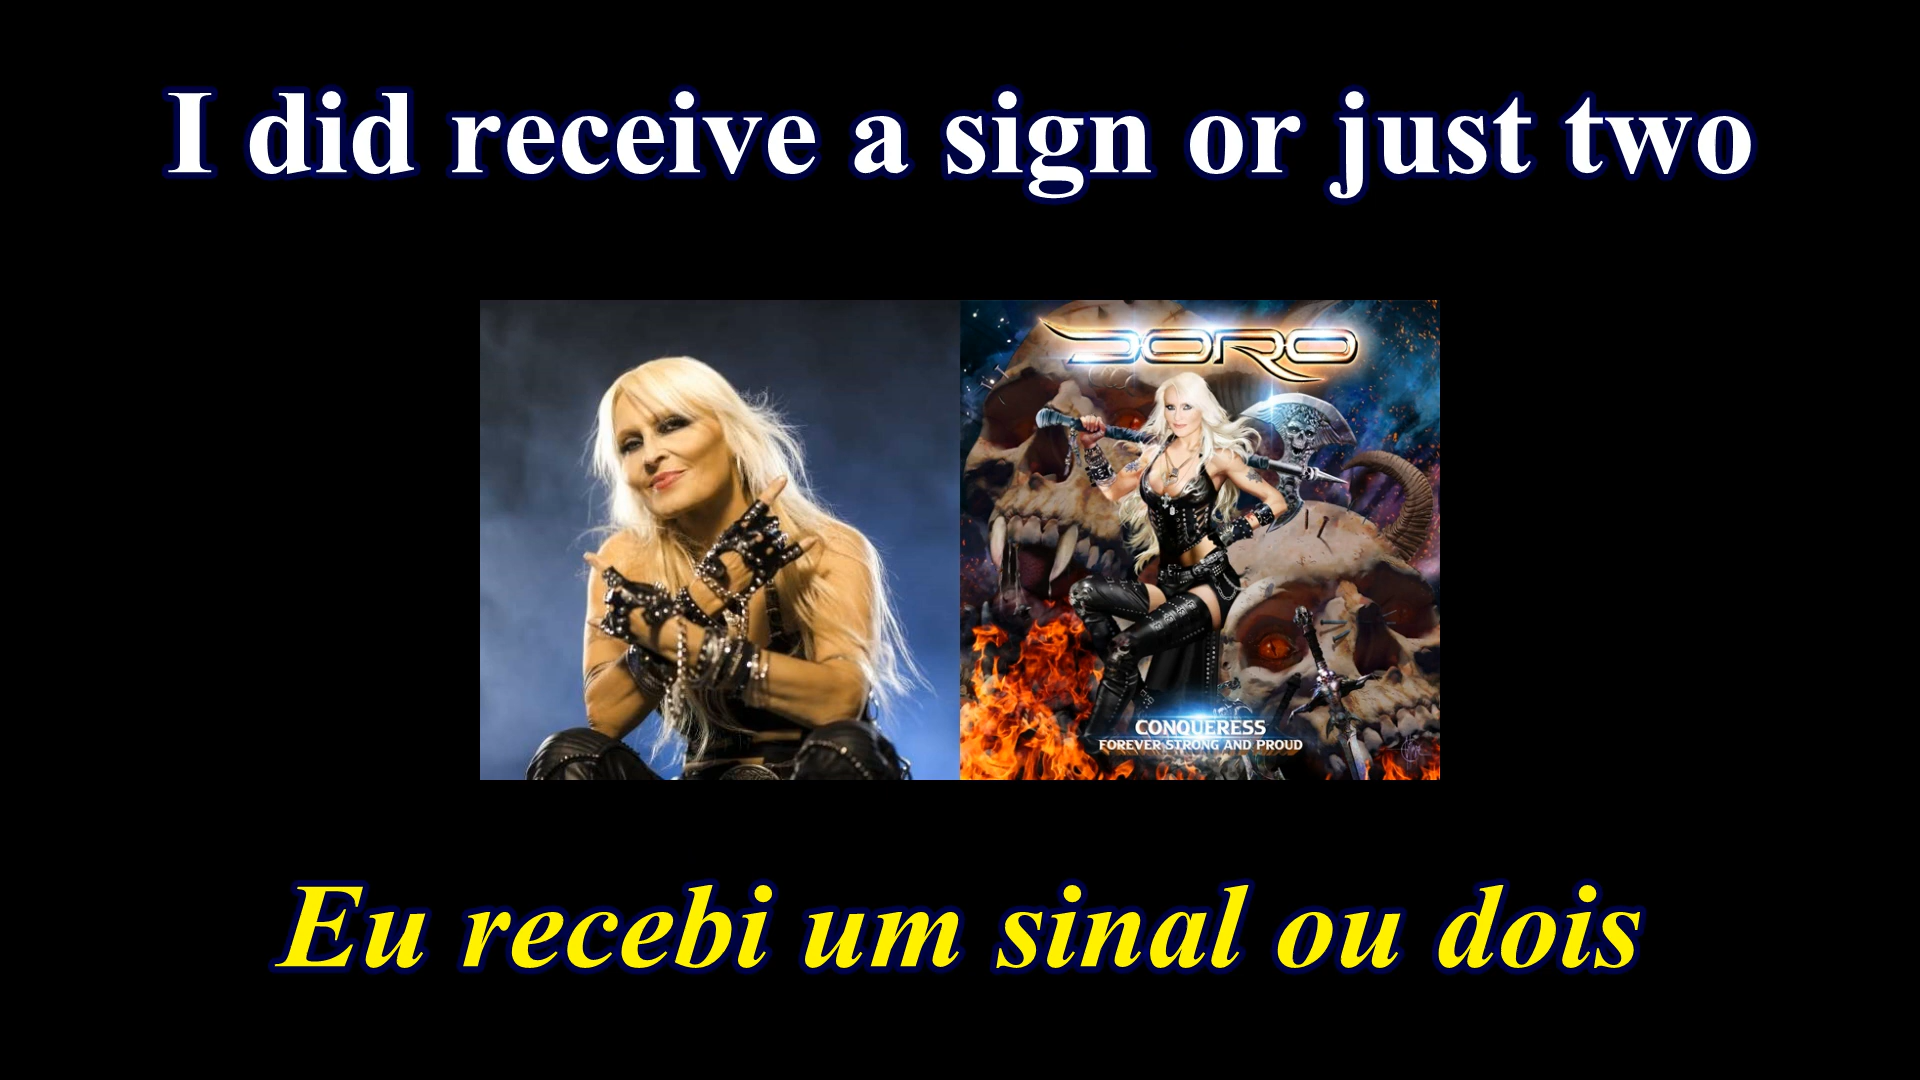 I did receive a sign or just two
DORO
CONQUERESS
FOREVER STRONG AND PROUD
Eu recebi um sinal ou dois